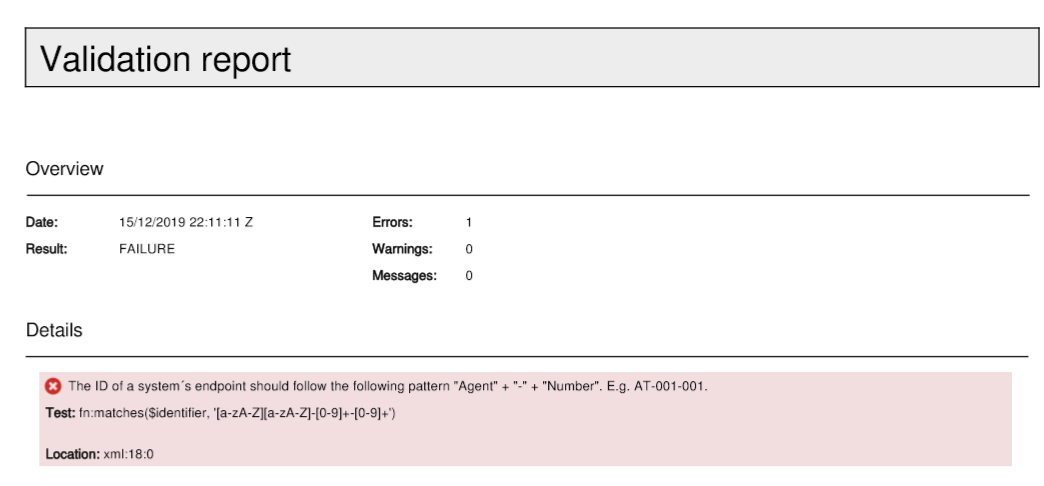 Validation report
Overview
Date: 15/12/2019 22:11:11 Z Errors: 1
Result: FAILURE Warnings: 0
Messages: 0
Details
The ID of a system´s endpoint should follow the following pattern "Agent" + "-" + "Number". E.g. AT-001-001.
Test: fn:matches($identifier, '[a-zA-Z][a-zA-Z]-[0-9]+-[0-9]+')
Location: xml:18:0